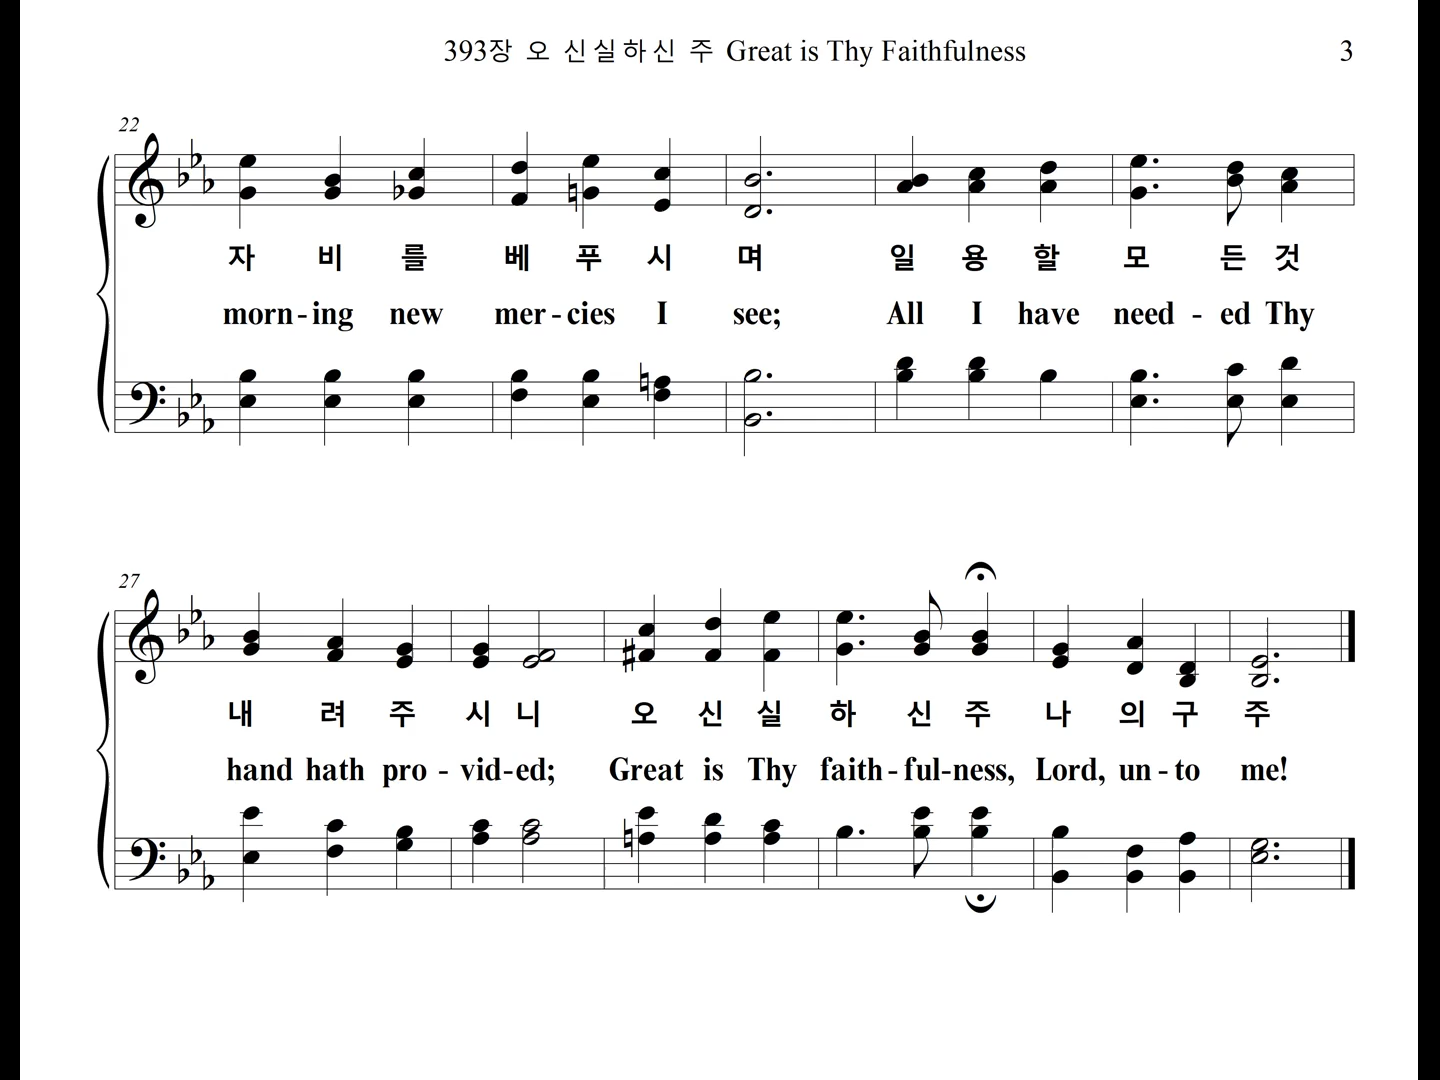 393장 오 신실하신 주 Great is Thy Faithfulness 3
22
자 비 를 베 푸 시 며 일 용 할 모 든 것
morn-ing new mer-cies I see; All I have need - ed Thy
27
내 려 주 시 니 오 신 실 하 신 주 나 의 구 주
hand hath pro - vid-ed; Great is Thy faith-ful-ness, Lord, un-to me!